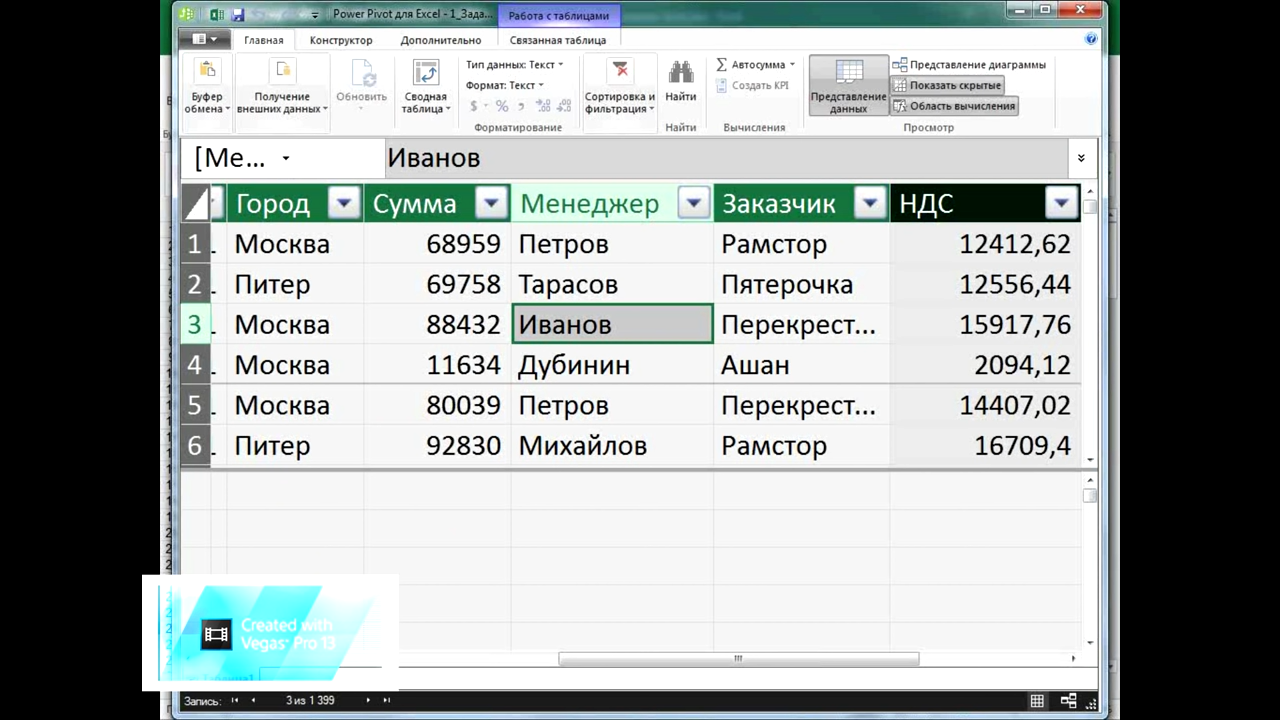 Power Pivot для Excel - 1_Зада...
Работа с таблицами
Главная
Конструктор
Дополнительно
Связанная таблица
Буфер обмена
Получение внешних данных
Обновить
Сводная таблица
Тип данных: Текст
Формат: Текст
$ % ,
Форматирование
Сортировка и фильтрация
Найти
Найти
Автосумма
Создать KPI
Вычисления
Представление данных
Представление диаграммы
Показать скрытые
Область вычисления
Просмотр
[Ме... Иванов
Город Сумма Менеджер Заказчик НДС
1 Москва 68959 Петров Рамстор 12412,62
2 Питер 69758 Тарасов Пятерочка 12556,44
3 Москва 88432 Иванов Перекрест... 15917,76
4 Москва 11634 Дубинин Ашан 2094,12
5 Москва 80039 Петров Перекрест... 14407,02
6 Питер 92830 Михайлов Рамстор 16709,4
Created with
Vegas® Pro 13
Запись: 3 из 1 399